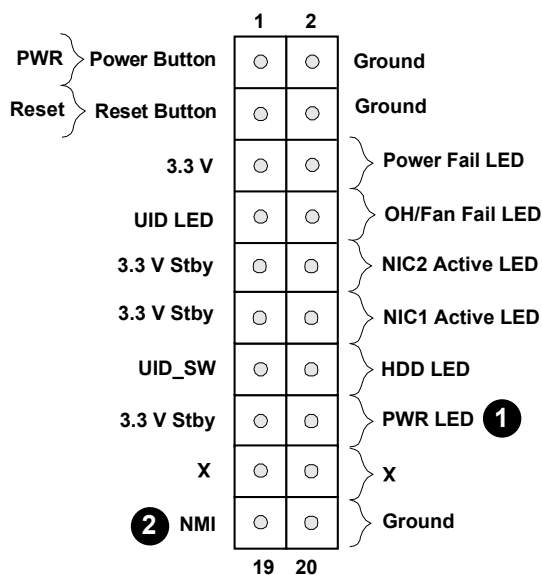 1 2
PWR Power Button Ground
Reset Reset Button Ground
3.3 V Power Fail LED
UID LED OH/Fan Fail LED
3.3 V Stby NIC2 Active LED
3.3 V Stby NIC1 Active LED
UID_SW HDD LED
3.3 V Stby PWR LED 1
X X
2 NMI Ground
19 20